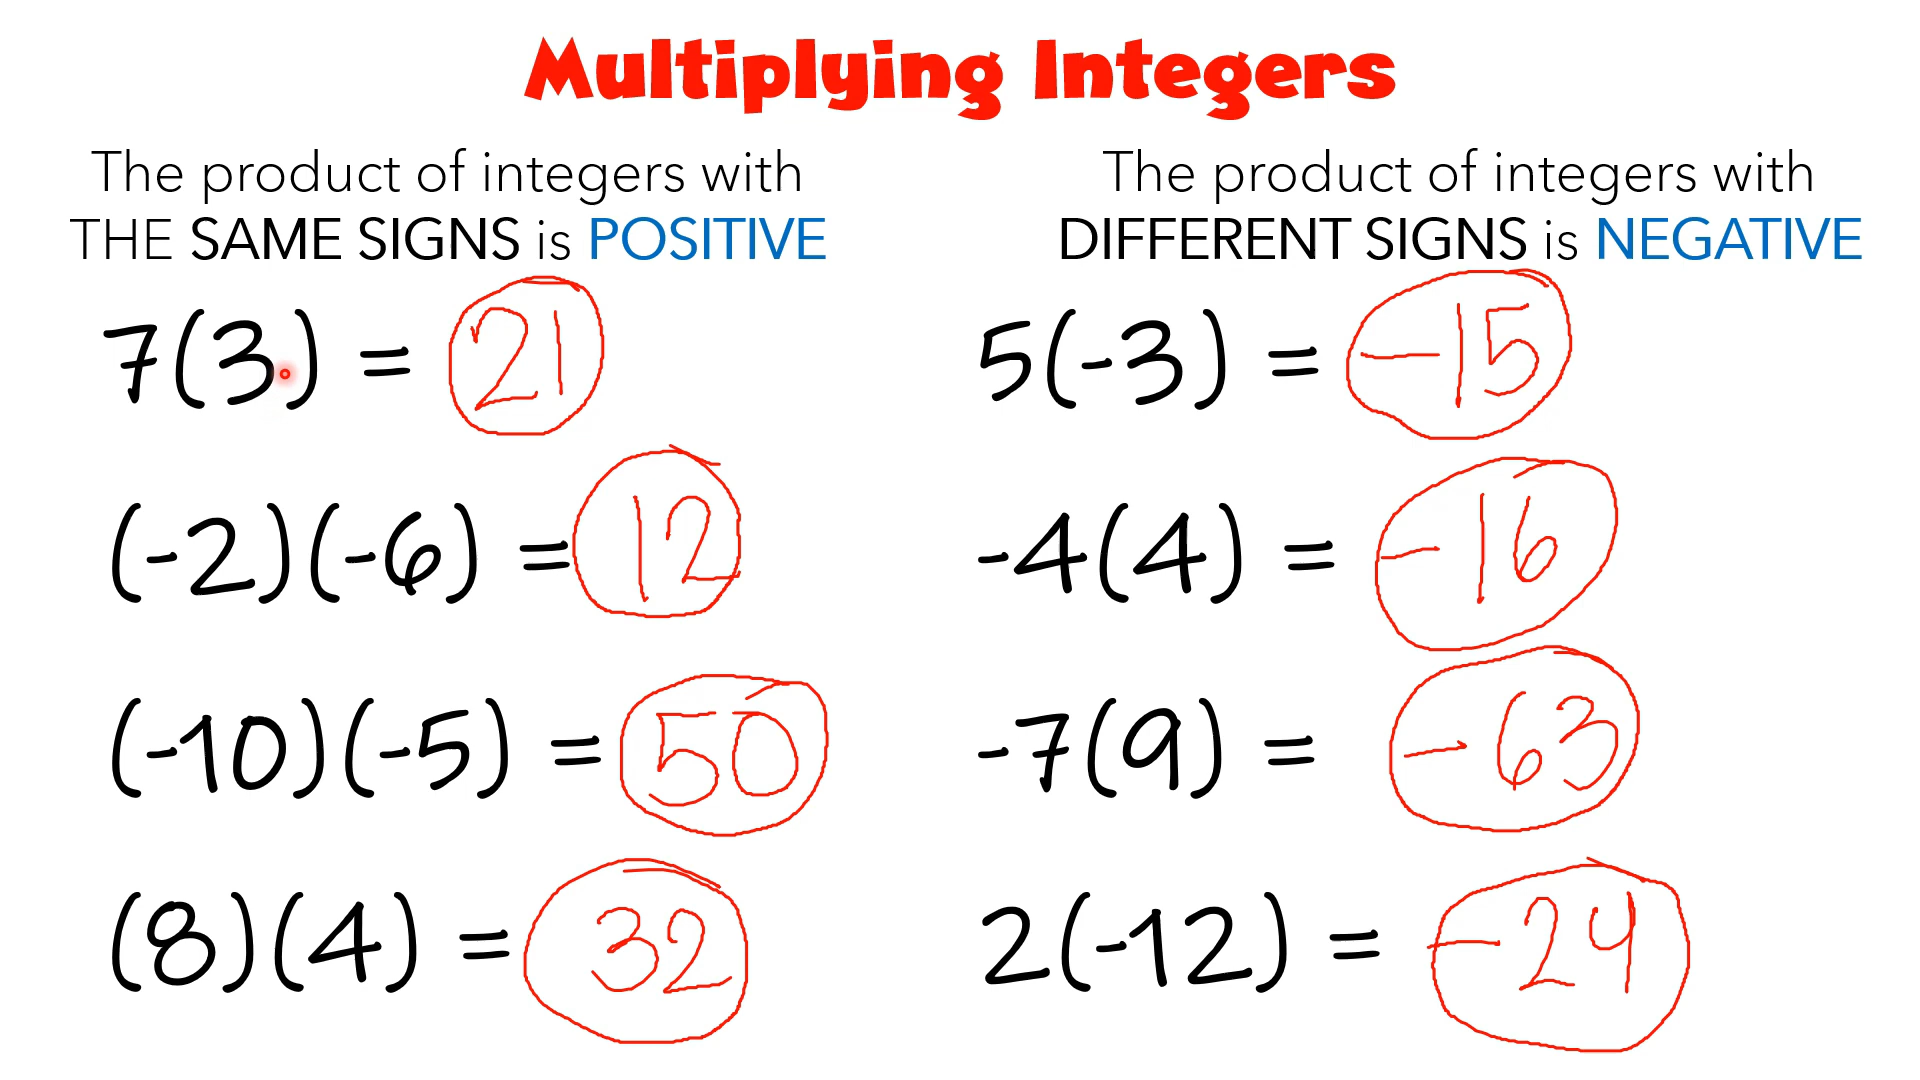 Multiplying Integers
The product of integers with
THE SAME SIGNS is POSITIVE
7(3) = 21
(-2)(-6) = 12
(-10)(-5) = 50
(8)(4) = 32
The product of integers with
DIFFERENT SIGNS is NEGATIVE
5(-3) = -15
-4(4) = -16
-7(9) = -63
2(-12) = -24